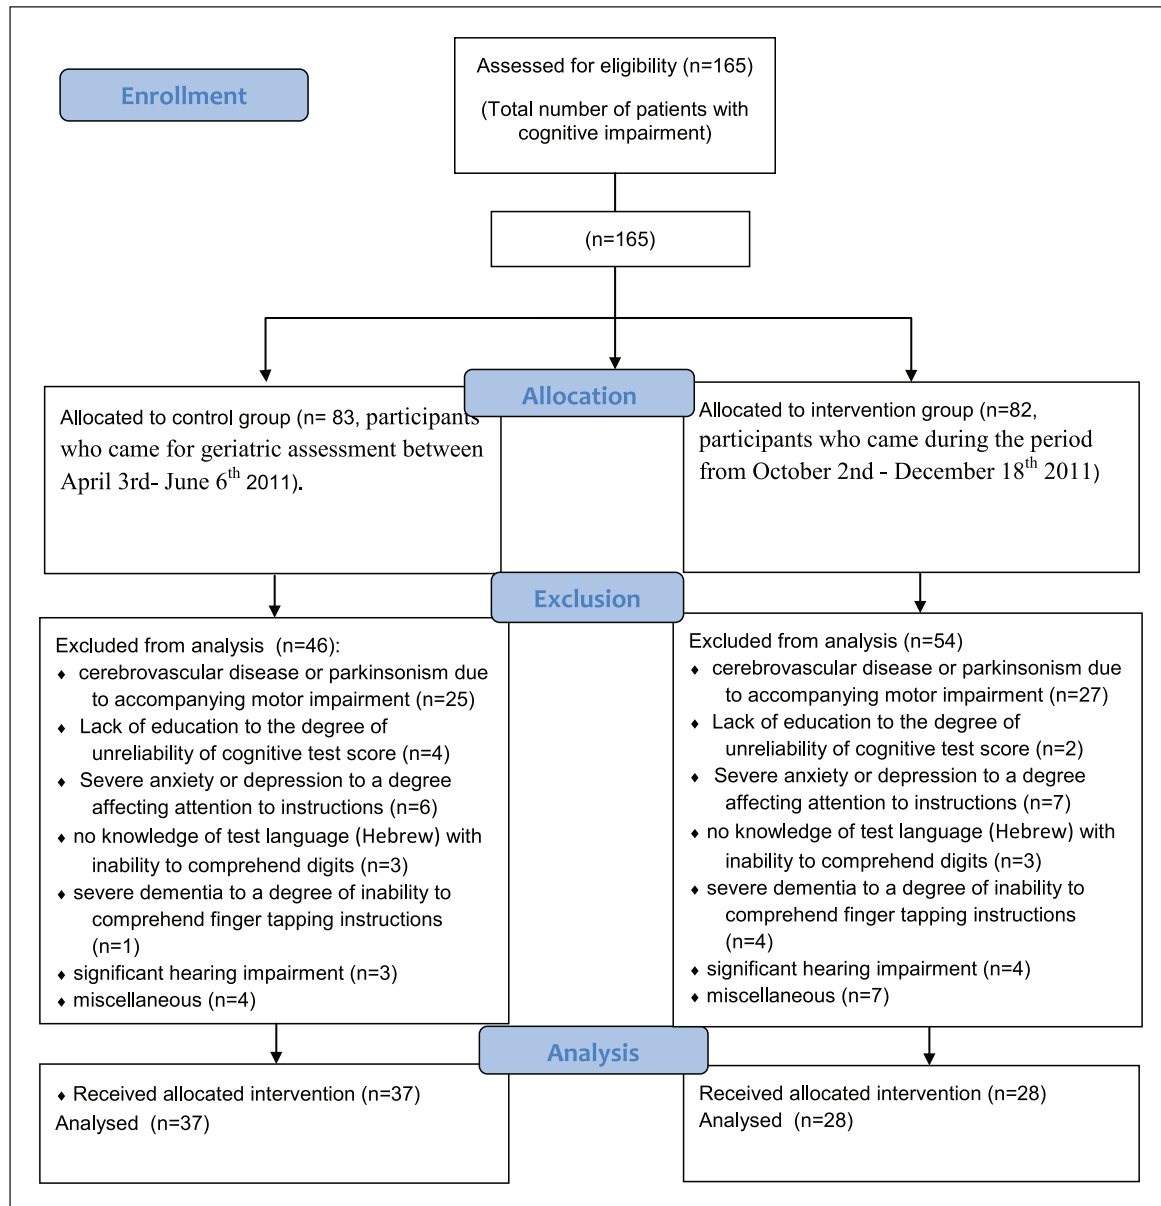 Enrollment
Assessed for eligibility (n=165)
(Total number of patients with
cognitive impairment)
(n=165)
Allocation
Allocated to control group (n= 83, participants
who came for geriatric assessment between
April 3rd- June 6th 2011).
Allocated to intervention group (n=82,
participants who came during the period
from October 2nd - December 18th 2011)
Exclusion
Excluded from analysis (n=46):
♦ cerebrovascular disease or parkinsonism due
to accompanying motor impairment (n=25)
♦ Lack of education to the degree of
unreliability of cognitive test score (n=4)
♦ Severe anxiety or depression to a degree
affecting attention to instructions (n=6)
♦ no knowledge of test language (Hebrew) with
inability to comprehend digits (n=3)
♦ severe dementia to a degree of inability to
comprehend finger tapping instructions
(n=1)
♦ significant hearing impairment (n=3)
♦ miscellaneous (n=4)
Excluded from analysis (n=54)
♦ cerebrovascular disease or parkinsonism due
to accompanying motor impairment (n=27)
♦ Lack of education to the degree of
unreliability of cognitive test score (n=2)
♦ Severe anxiety or depression to a degree
affecting attention to instructions (n=7)
♦ no knowledge of test language (Hebrew) with
inability to comprehend digits (n=3)
♦ severe dementia to a degree of inability to
comprehend finger tapping instructions
(n=4)
♦ significant hearing impairment (n=4)
♦ miscellaneous (n=7)
Analysis
♦ Received allocated intervention (n=37)
Analysed (n=37)
Received allocated intervention (n=28)
Analysed (n=28)